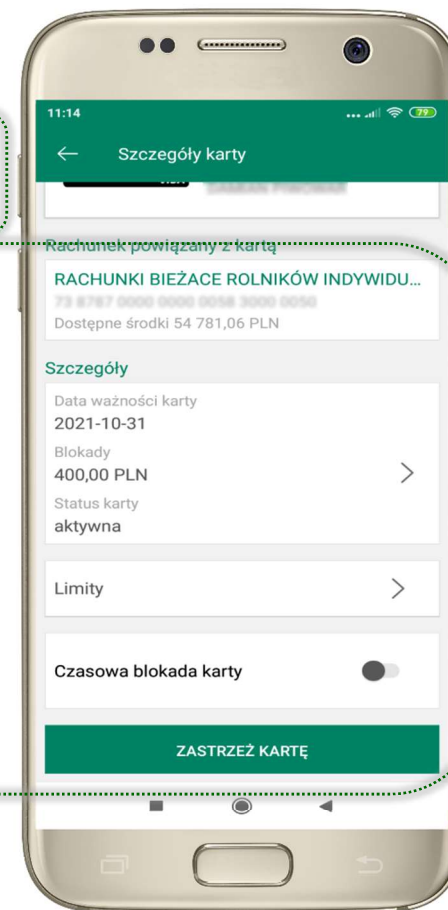 11:14
79
Szczegóły karty
Rachunek powiązany z kartą
RACHUNKI BIEŻACE ROLNIKÓW INDYWIDU...
Dostępne środki 54 781,06 PLN
Szczegóły
Data ważności karty
2021-10-31
Blokady
400,00 PLN
Status karty
aktywna
Limity
Czasowa blokada karty
ZASTRZEŻ KARTĘ